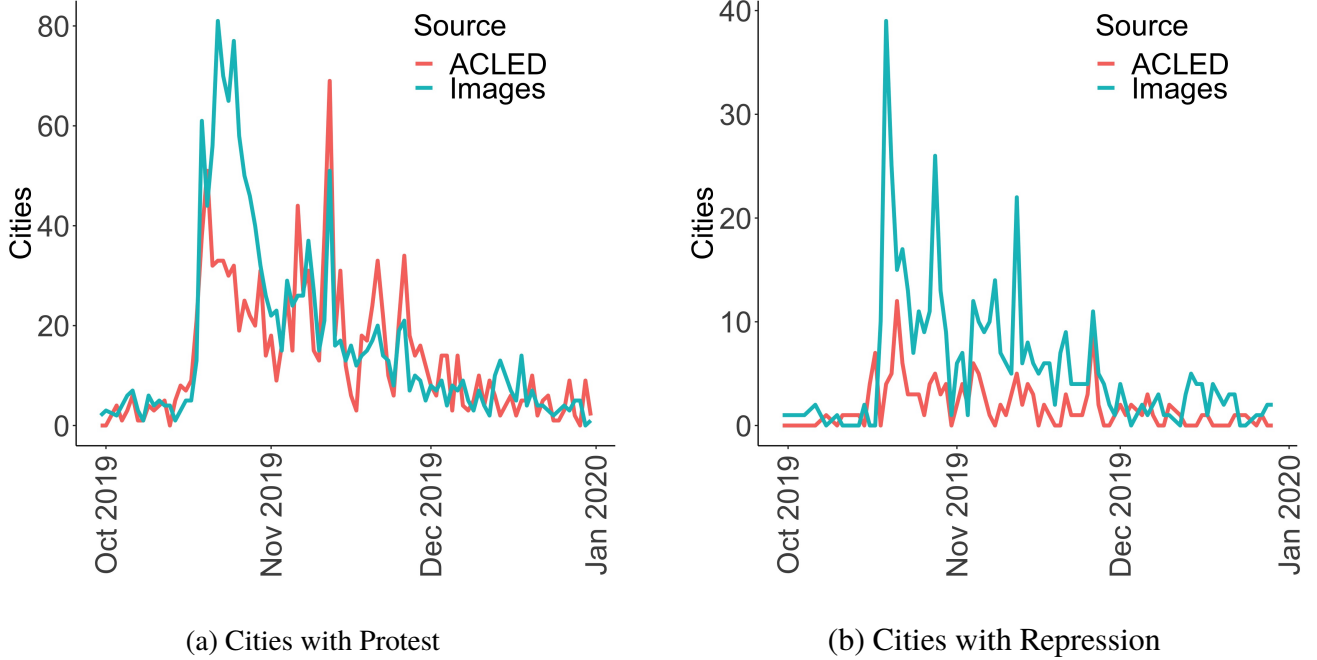 Source
ACLED
Images
Cities
80
60
40
20
0
Oct 2019
Nov 2019
Dec 2019
Jan 2020
(a) Cities with Protest
Source
ACLED
Images
Cities
40
30
20
10
0
Oct 2019
Nov 2019
Dec 2019
Jan 2020
(b) Cities with Repression